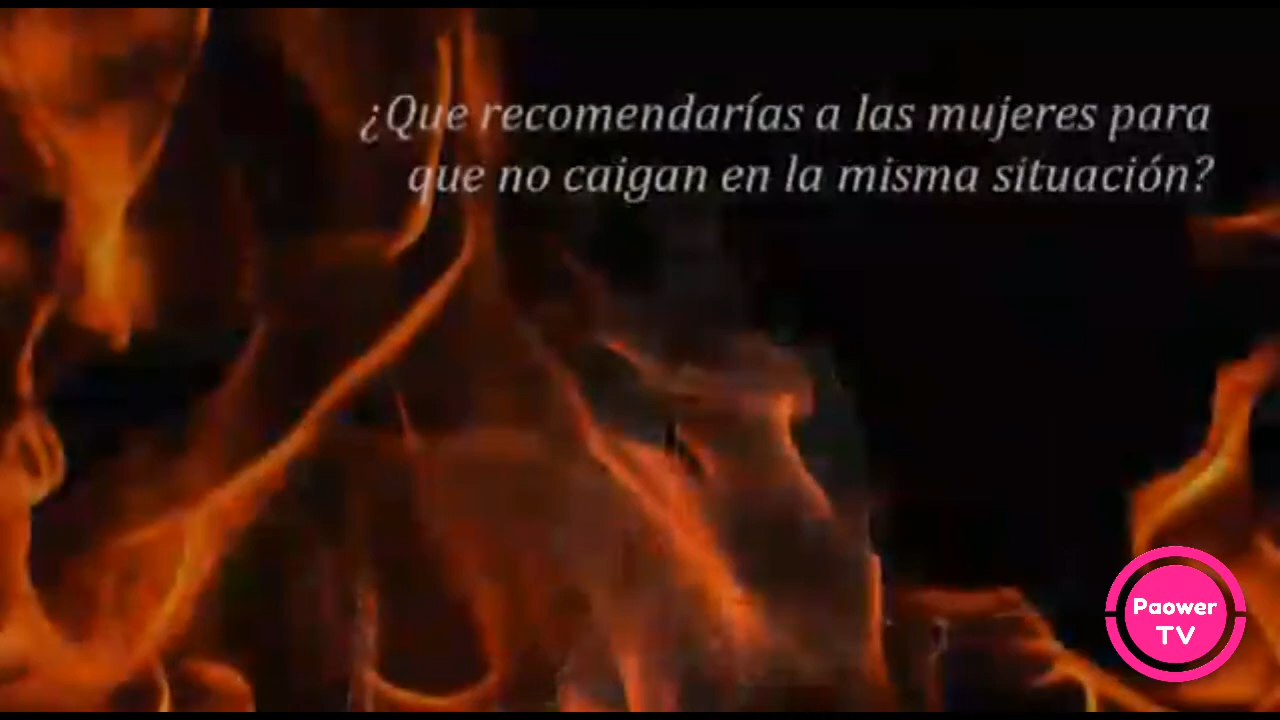 ¿Que recomendarías a las mujeres para
que no caigan en la misma situación?
Paower
TV